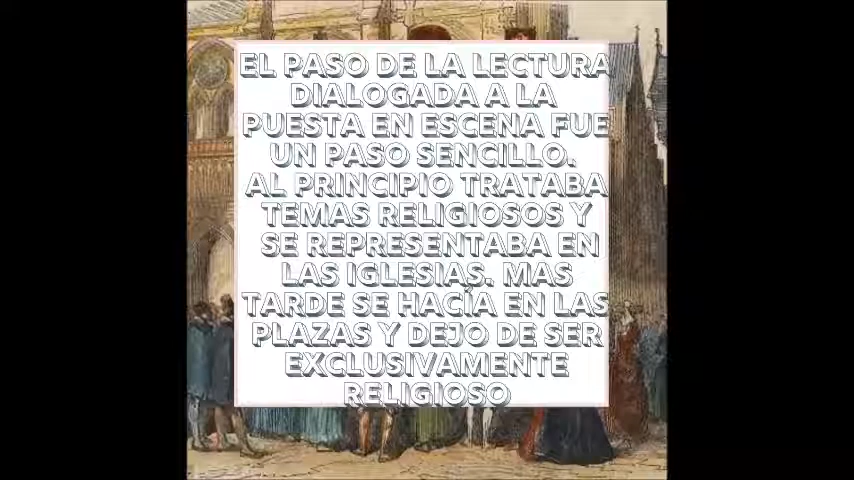 EL PASO DE LA LECTURA
DIALOGADA A LA
PUESTA EN ESCENA FUE
UN PASO SENCILLO.
AL PRINCIPIO TRATABA
TEMAS RELIGIOSOS Y
SE REPRESENTABA EN
LAS IGLESIAS. MAS
TARDE SE HACÍA EN LAS
PLAZAS Y DEJO DE SER
EXCLUSIVAMENTE
RELIGIOSO